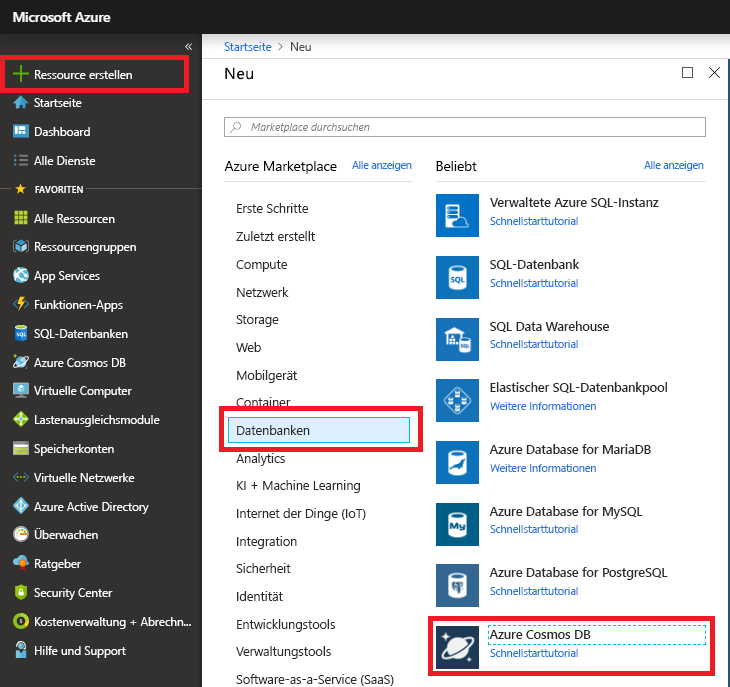 Microsoft Azure
«
Ressource erstellen
Startseite
Dashboard
Alle Dienste
FAVORITEN
Alle Ressourcen
Ressourcengruppen
App Services
Funktionen-Apps
SQL-Datenbanken
Azure Cosmos DB
Virtuelle Computer
Lastenausgleichsmodule
Speicherkonten
Virtuelle Netzwerke
Azure Active Directory
Überwachen
Ratgeber
Security Center
Kostenverwaltung + Abrechn...
Hilfe und Support
Startseite > Neu
Neu
Marketplace durchsuchen
Azure Marketplace Alle anzeigen
Erste Schritte
Zuletzt erstellt
Compute
Netzwerk
Storage
Web
Mobilgerät
Container
Datenbanken
Analytics
KI + Machine Learning
Internet der Dinge (IoT)
Integration
Sicherheit
Identität
Entwicklungstools
Verwaltungstools
Software-as-a-Service (SaaS)
Beliebt Alle anzeigen
Verwaltete Azure SQL-Instanz
Schnellstarttutorial
SQL-Datenbank
Schnellstarttutorial
SQL Data Warehouse
Schnellstarttutorial
Elastischer SQL-Datenbankpool
Weitere Informationen
Azure Database for MariaDB
Weitere Informationen
Azure Database for MySQL
Schnellstarttutorial
Azure Database for PostgreSQL
Schnellstarttutorial
Azure Cosmos DB
Schnellstarttutorial